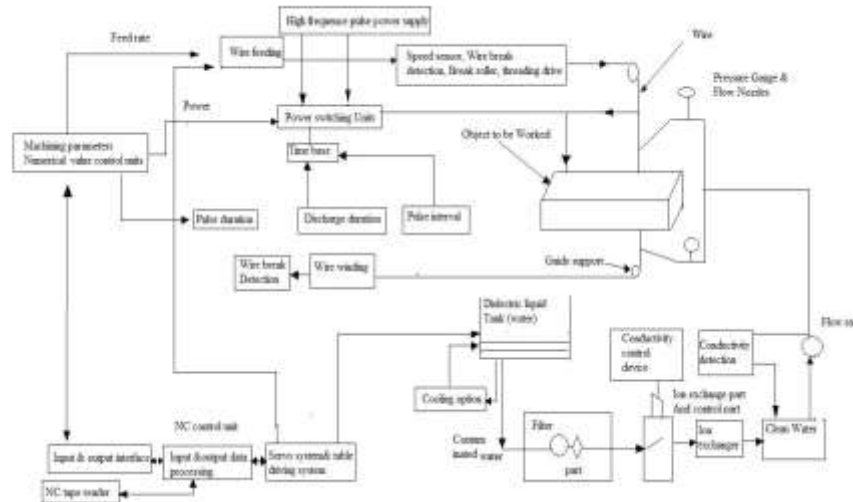 High frequence pulse power supply
Feed rate
Wire feeding
Speed sensor, Wire break
detection, Break roller, threading drive
Wire
Pressure Gauge &
Flow Nozzles
Power
Power switching Units
Object to be Worked
Machining parameters
Numerical value control units
Time base
Pulse duration
Discharge duration
Pulse interval
Wire break
Detection
Wire winding
Guide support
Dielectric liquid
Tank (water)
Conductivity
control
device
Conductivity
detection
Cooling option
Ion exchange part
And control part
NC control unit
Contam
inated
water
Filter
part
Ion
exchanger
Clean Water
Input & output interface
Input &output data
processing
Servo system& table
driving system
NC tape reader